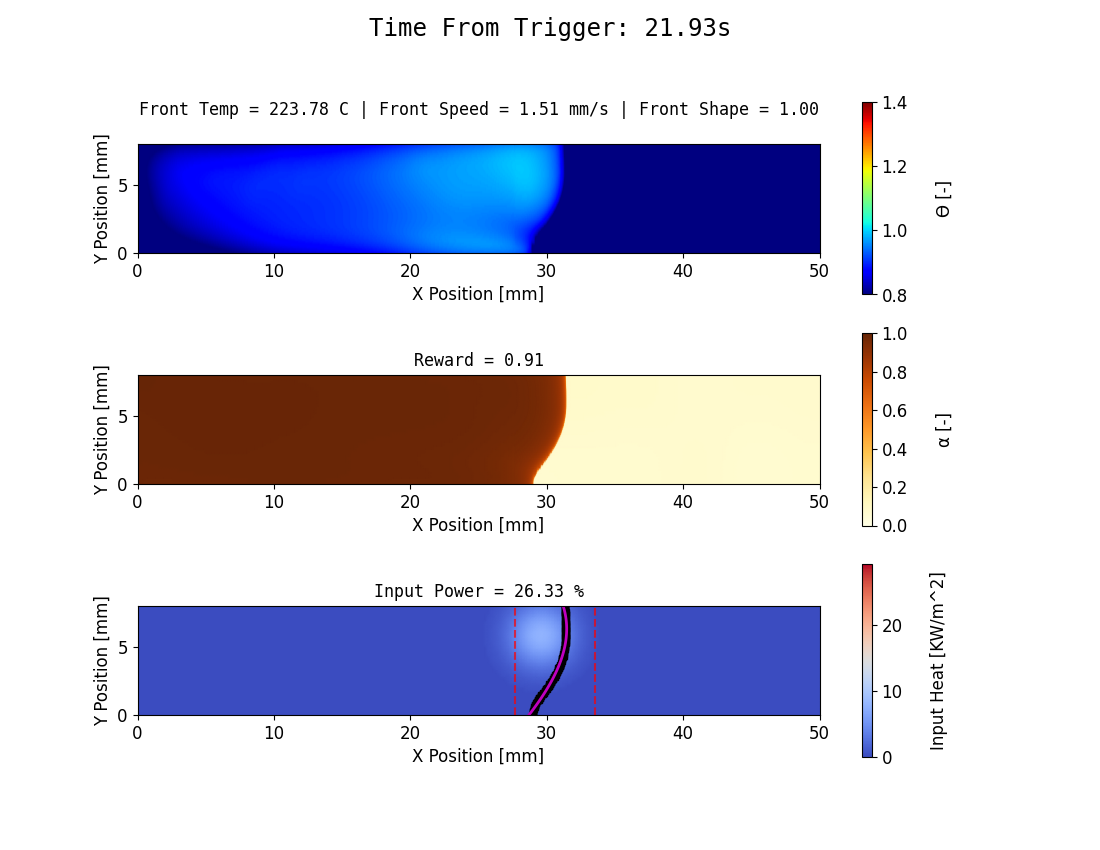 Time From Trigger: 21.93s
Front Temp = 223.78 C | Front Speed = 1.51 mm/s | Front Shape = 1.00
Y Position [mm]
5
0
0 10 20 30 40 50
X Position [mm]
1.4
1.2
1.0
0.8
Θ [-]
Reward = 0.91
Y Position [mm]
5
0
0 10 20 30 40 50
X Position [mm]
1.0
0.8
0.6
0.4
0.2
0.0
α [-]
Input Power = 26.33 %
Y Position [mm]
5
0
0 10 20 30 40 50
X Position [mm]
20
10
0
Input Heat [KW/m^2]